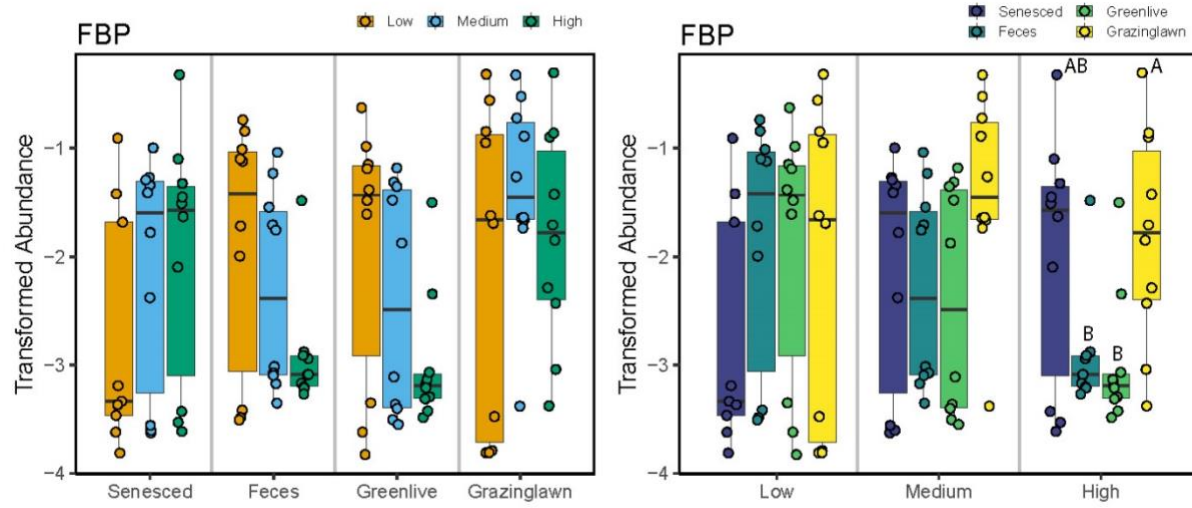 FBP
Low Medium High
Transformed Abundance
−1
−2
−3
−4
Senesced Feces Greenlive Grazinglawn
FBP
Senesced Greenlive
Feces Grazinglawn
Transformed Abundance
−1
−2
−3
−4
AB A
B
B
Low Medium High